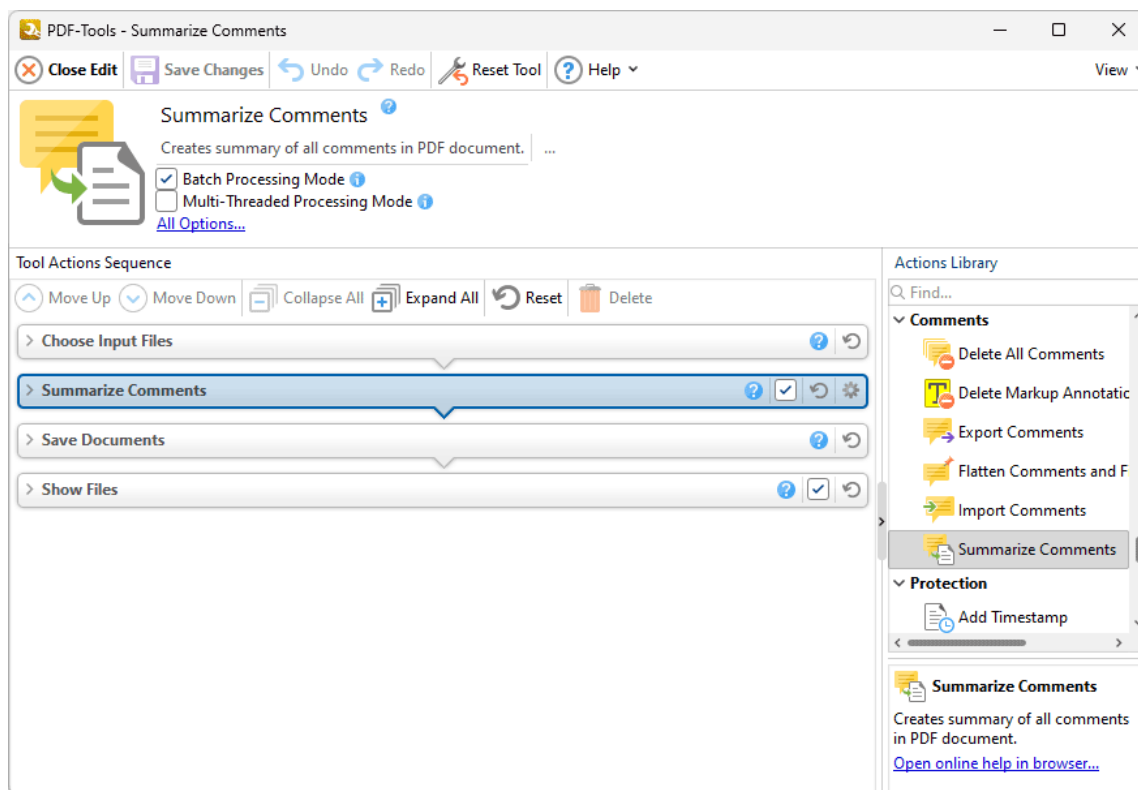 PDF-Tools - Summarize Comments
Close Edit Save Changes Undo Redo Reset Tool Help View
Summarize Comments
Creates summary of all comments in PDF document. ...
Batch Processing Mode
Multi-Threaded Processing Mode
All Options...
Tool Actions Sequence
Move Up Move Down Collapse All Expand All Reset Delete
Choose Input Files
Summarize Comments
Save Documents
Show Files
Actions Library
Find...
Comments
Delete All Comments
Delete Markup Annotatio
Export Comments
Flatten Comments and F
Import Comments
Summarize Comments
Protection
Add Timestamp
Summarize Comments
Creates summary of all comments
in PDF document.
Open online help in browser...